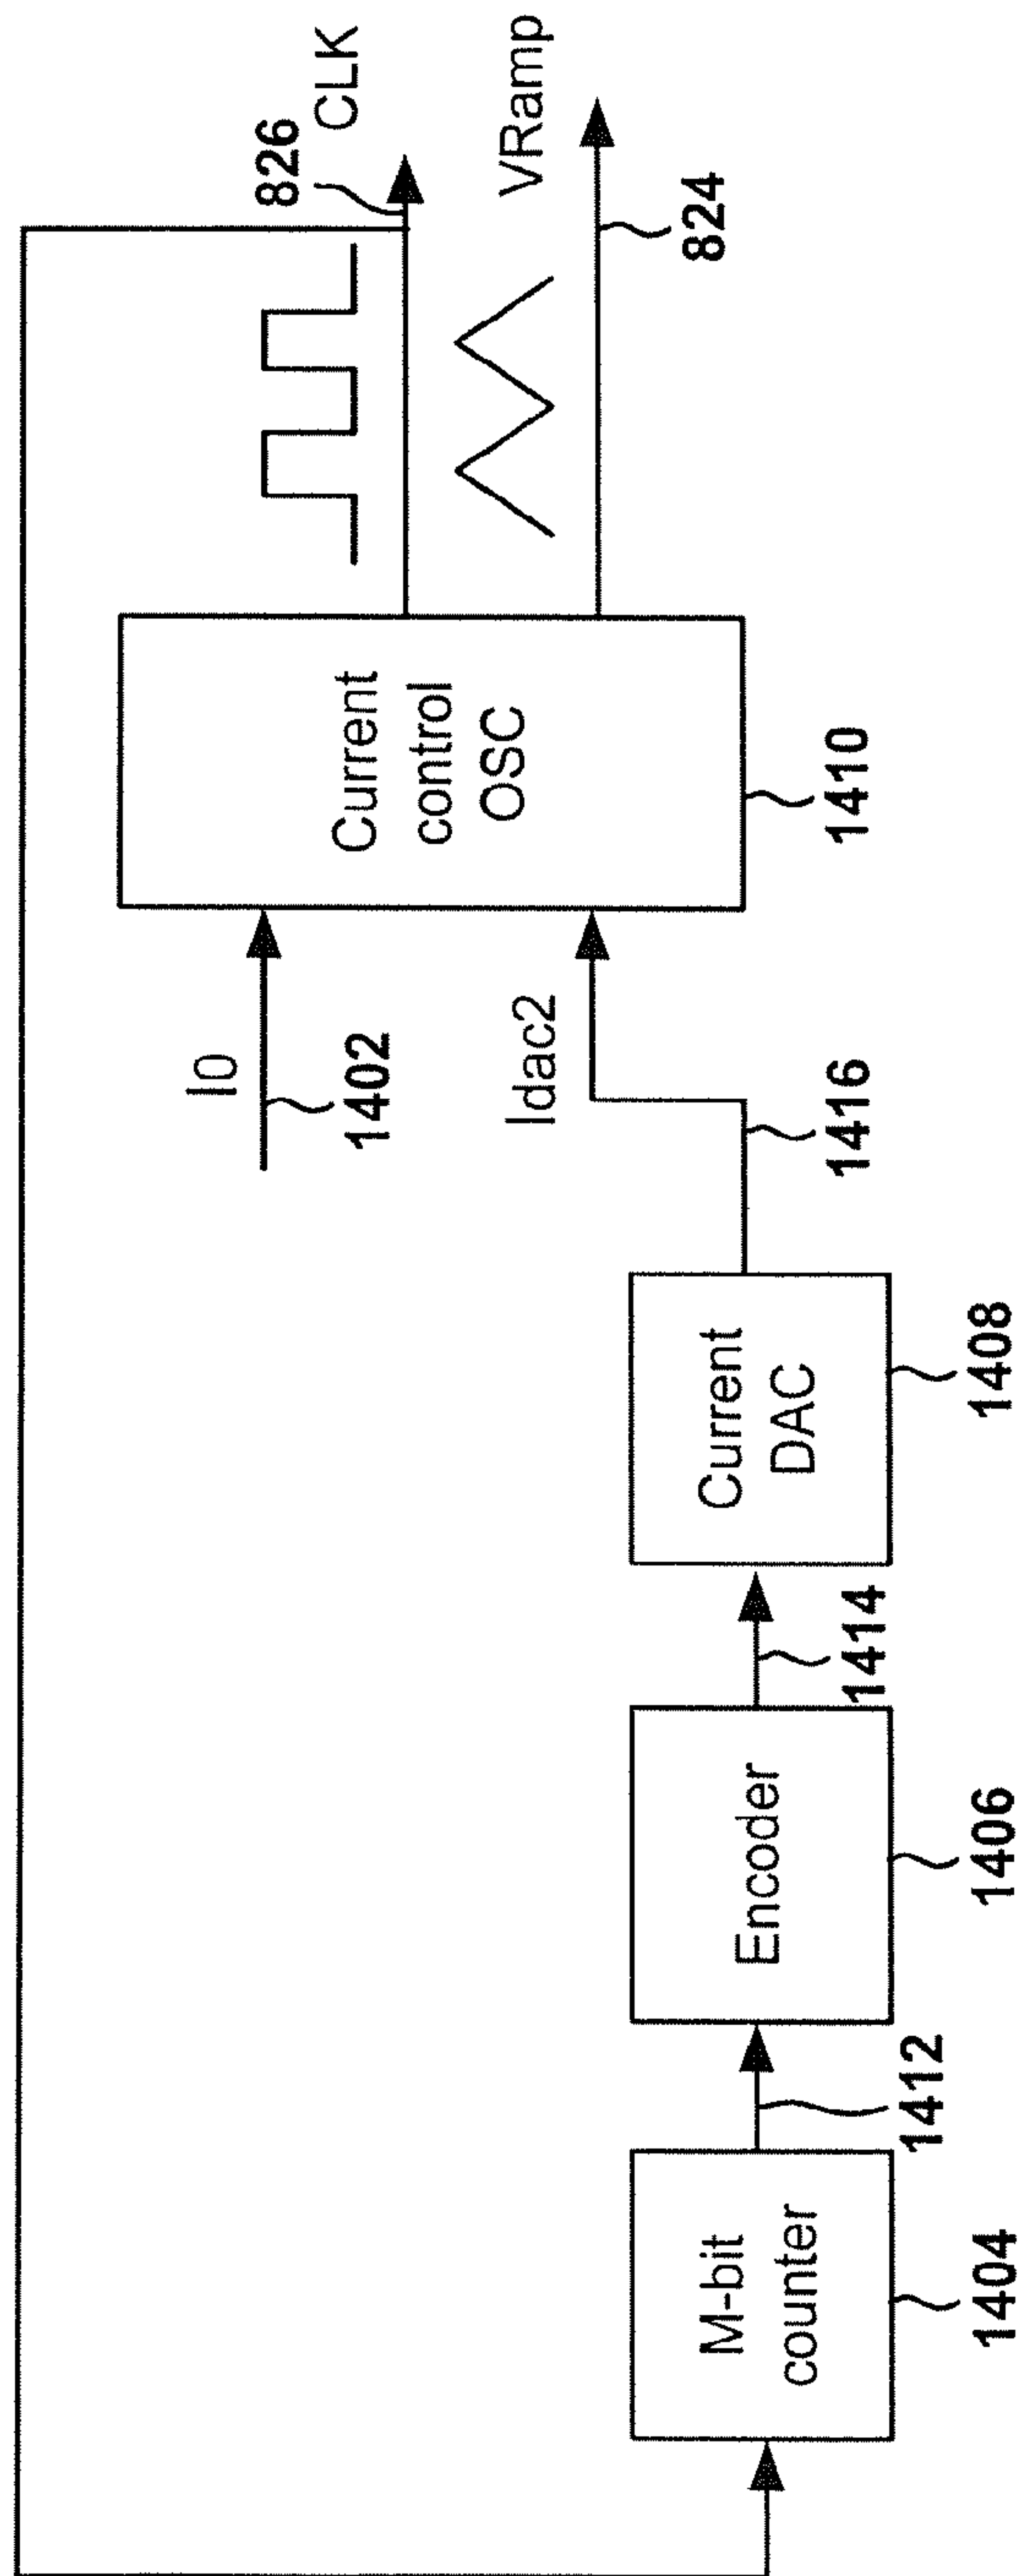 CLK
826
VRamp
824
I0
1402
Current
control
OSC
1410
Idac2
1416
Current
DAC
1408
1414
Encoder
1406
1412
M-bit
counter
1404